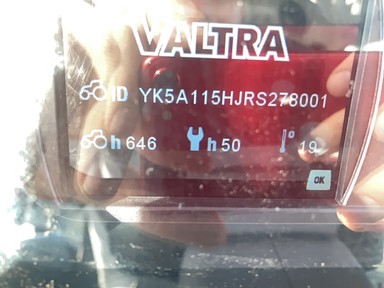 VALTRA
ID YK5A115HJRS278001
h 646 h 50 19°
OK